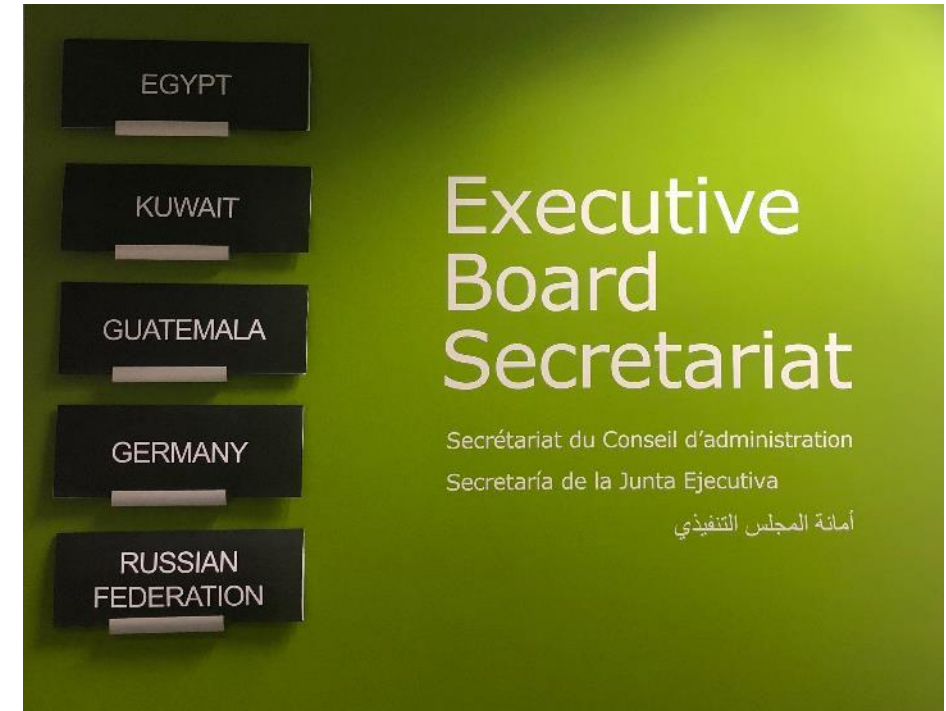 EGYPT
KUWAIT
GUATEMALA
GERMANY
RUSSIAN
FEDERATION
Executive
Board
Secretariat
Secrétariat du Conseil d'administration
Secretaría de la Junta Ejecutiva
أمانة المجلس التنفيذي